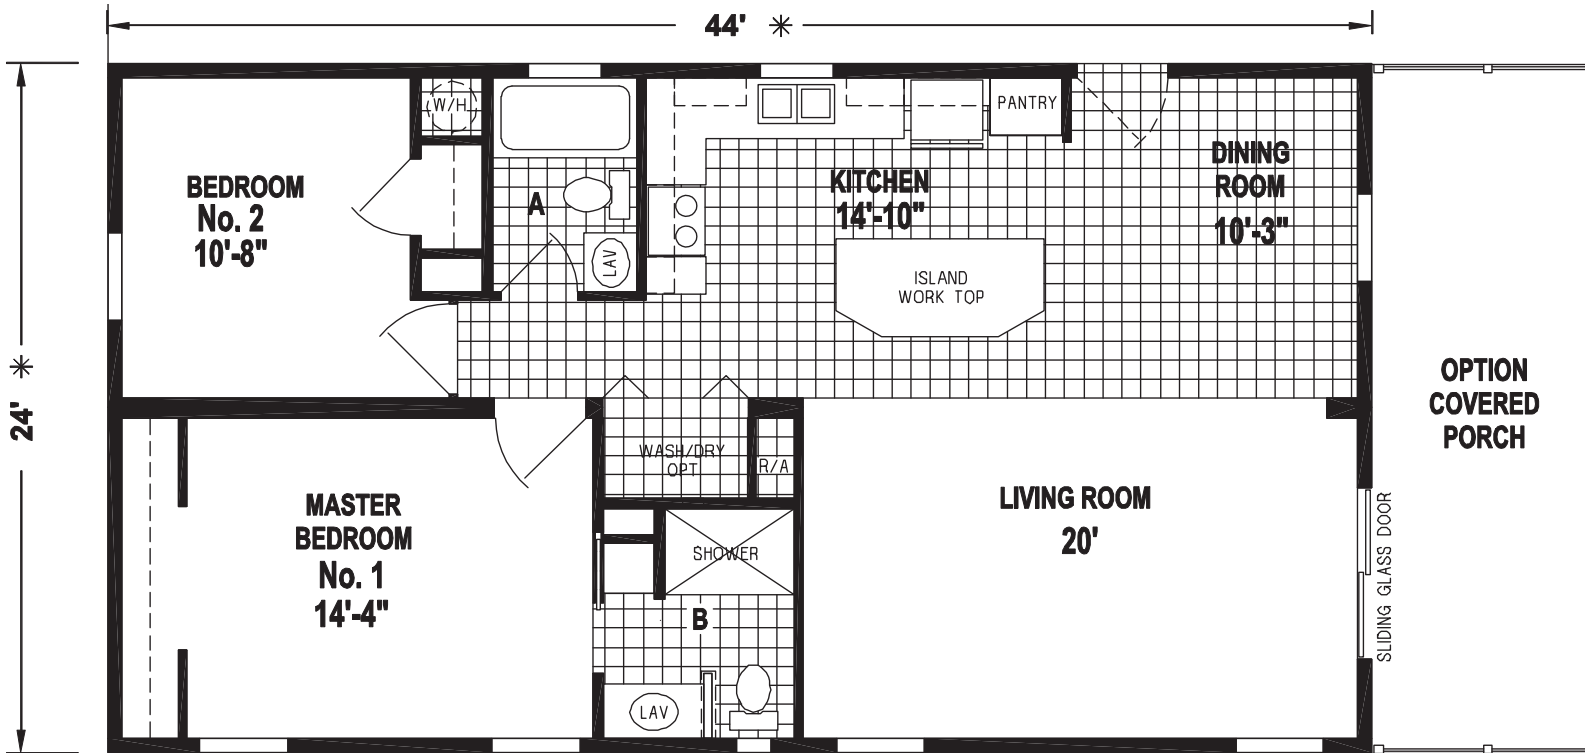 44' ✳
W/H
PANTRY
BEDROOM
No. 2
10'-8"
A
LAV
KITCHEN
14'-10"
DINING
ROOM
10'-3"
ISLAND
WORK TOP
24' ✳
OPTION
COVERED
PORCH
WASH/DRY
OPT
R/A
MASTER
BEDROOM
No. 1
14'-4"
SHOWER
B
LAV
LIVING ROOM
20'
SLIDING GLASS DOOR